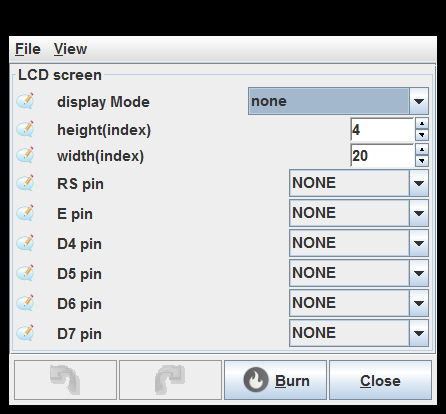 File View
LCD screen
display Mode none
height(index) 4
width(index) 20
RS pin NONE
E pin NONE
D4 pin NONE
D5 pin NONE
D6 pin NONE
D7 pin NONE
Burn Close